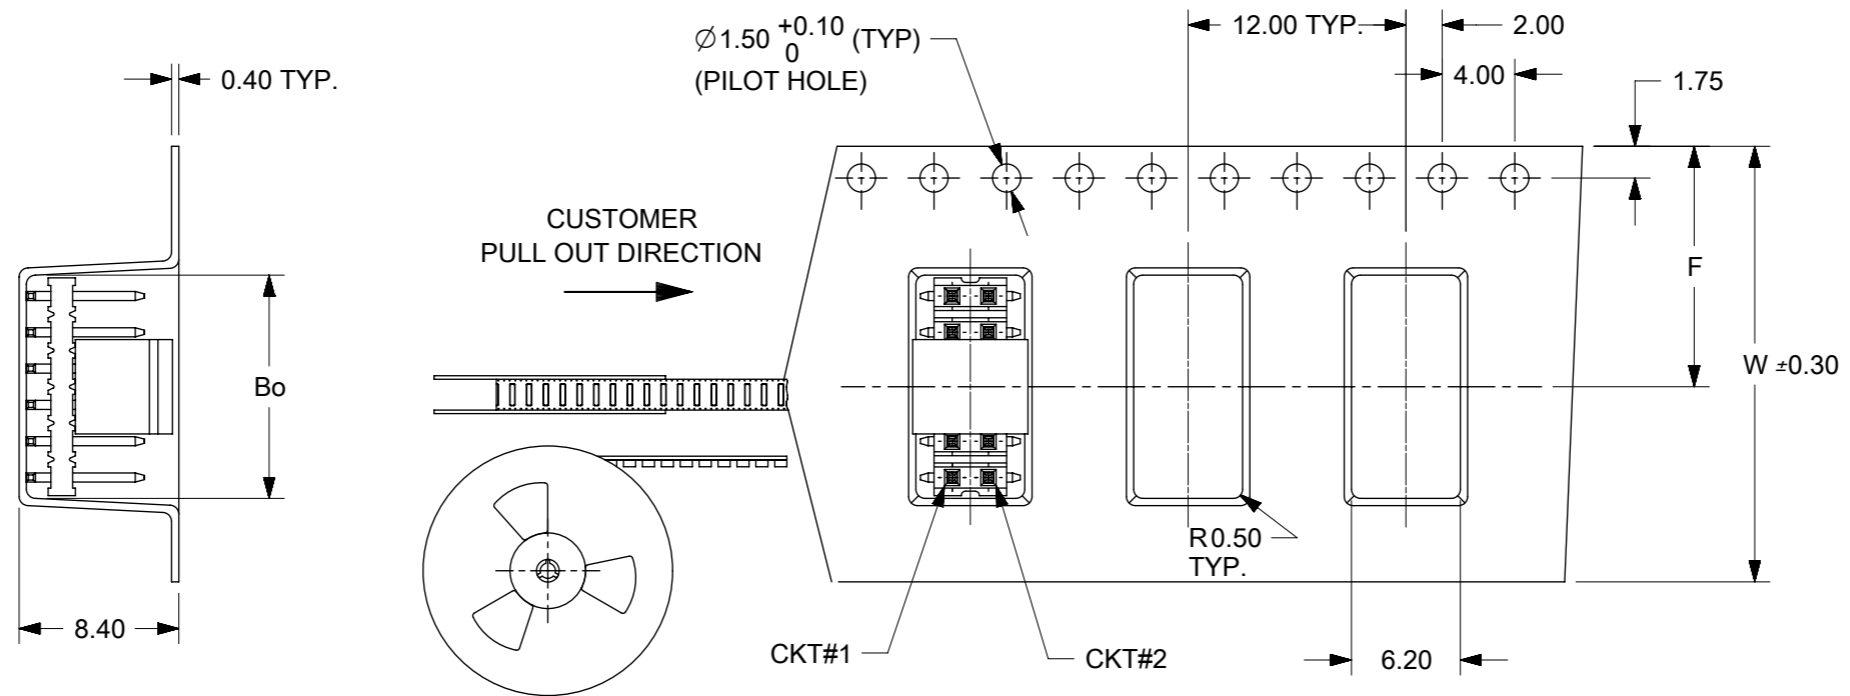 0.40 TYP.
Ø1.50 +0.10 (TYP)
0
(PILOT HOLE)
12.00 TYP.
2.00
4.00
1.75
CUSTOMER
PULL OUT DIRECTION
F
Bo
W ±0.30
R0.50
TYP.
8.40
CKT#1
CKT#2
6.20